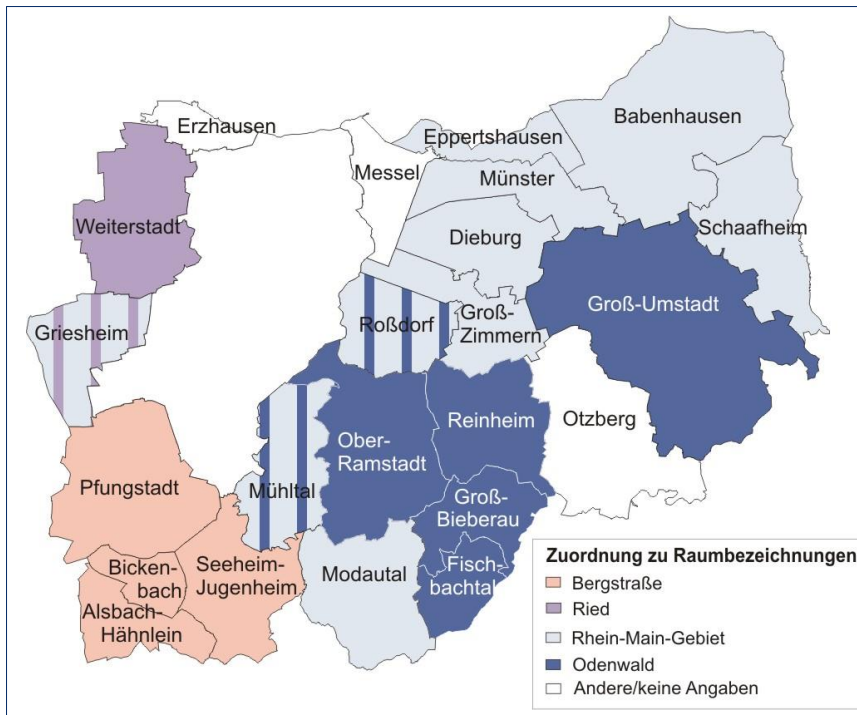 Erzhausen
Eppertshausen
Babenhausen
Messel
Münster
Weiterstadt
Schaafheim
Dieburg
Groß-Umstadt
Griesheim
Roßdorf
Groß-
Zimmern
Otzberg
Reinheim
Ober-
Ramstadt
Pfungstadt
Mühltal
Groß-
Bieberau
Bicken-
bach
Seeheim-
Jugenheim
Modautal
Fisch-
bachtal
Alsbach-
Hähnlein
Zuordnung zu Raumbezeichnungen
Bergstraße
Ried
Rhein-Main-Gebiet
Odenwald
Andere/keine Angaben